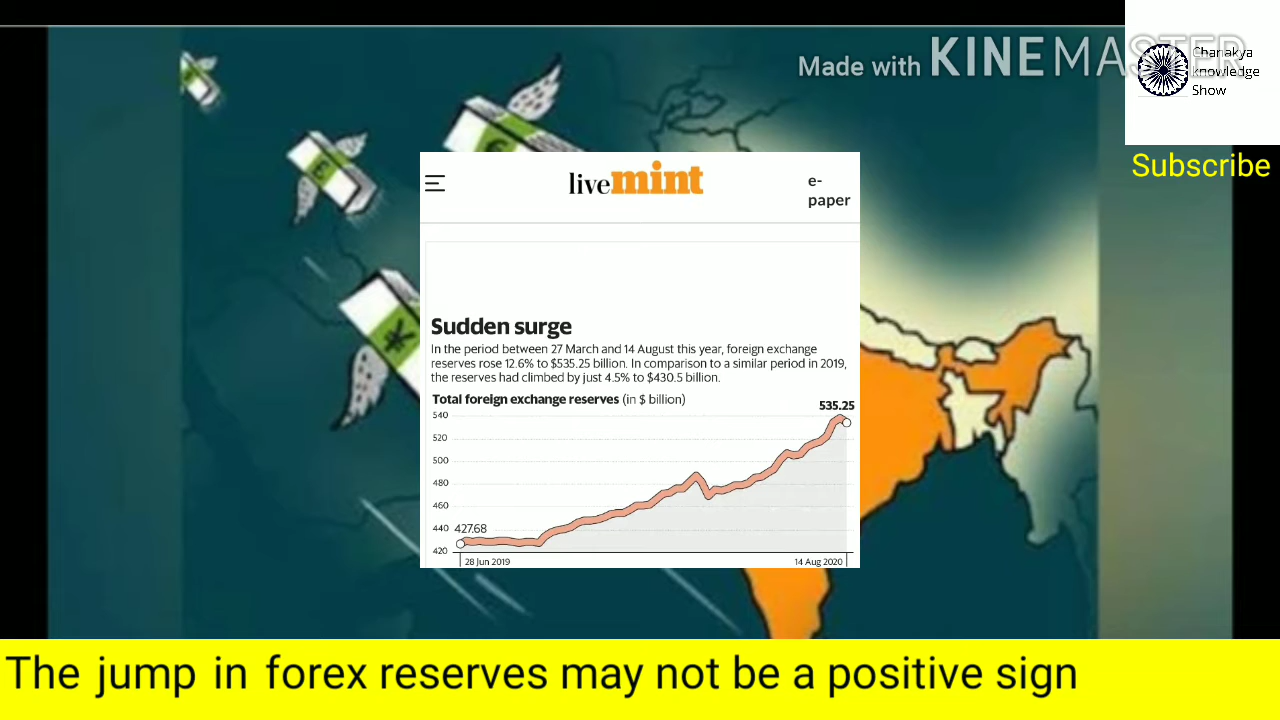 Made with KINEMASTER
Chanakya
knowledge
Show
Subscribe
livemint
e-
paper
Sudden surge
In the period between 27 March and 14 August this year, foreign exchange
reserves rose 12.6% to $535.25 billion. In comparison to a similar period in 2019,
the reserves had climbed by just 4.5% to $430.5 billion.
Total foreign exchange reserves (in $ billion)
535.25
540
520
500
480
460
440
427.68
420
28 Jun 2019
14 Aug 2020
The jump in forex reserves may not be a positive sign